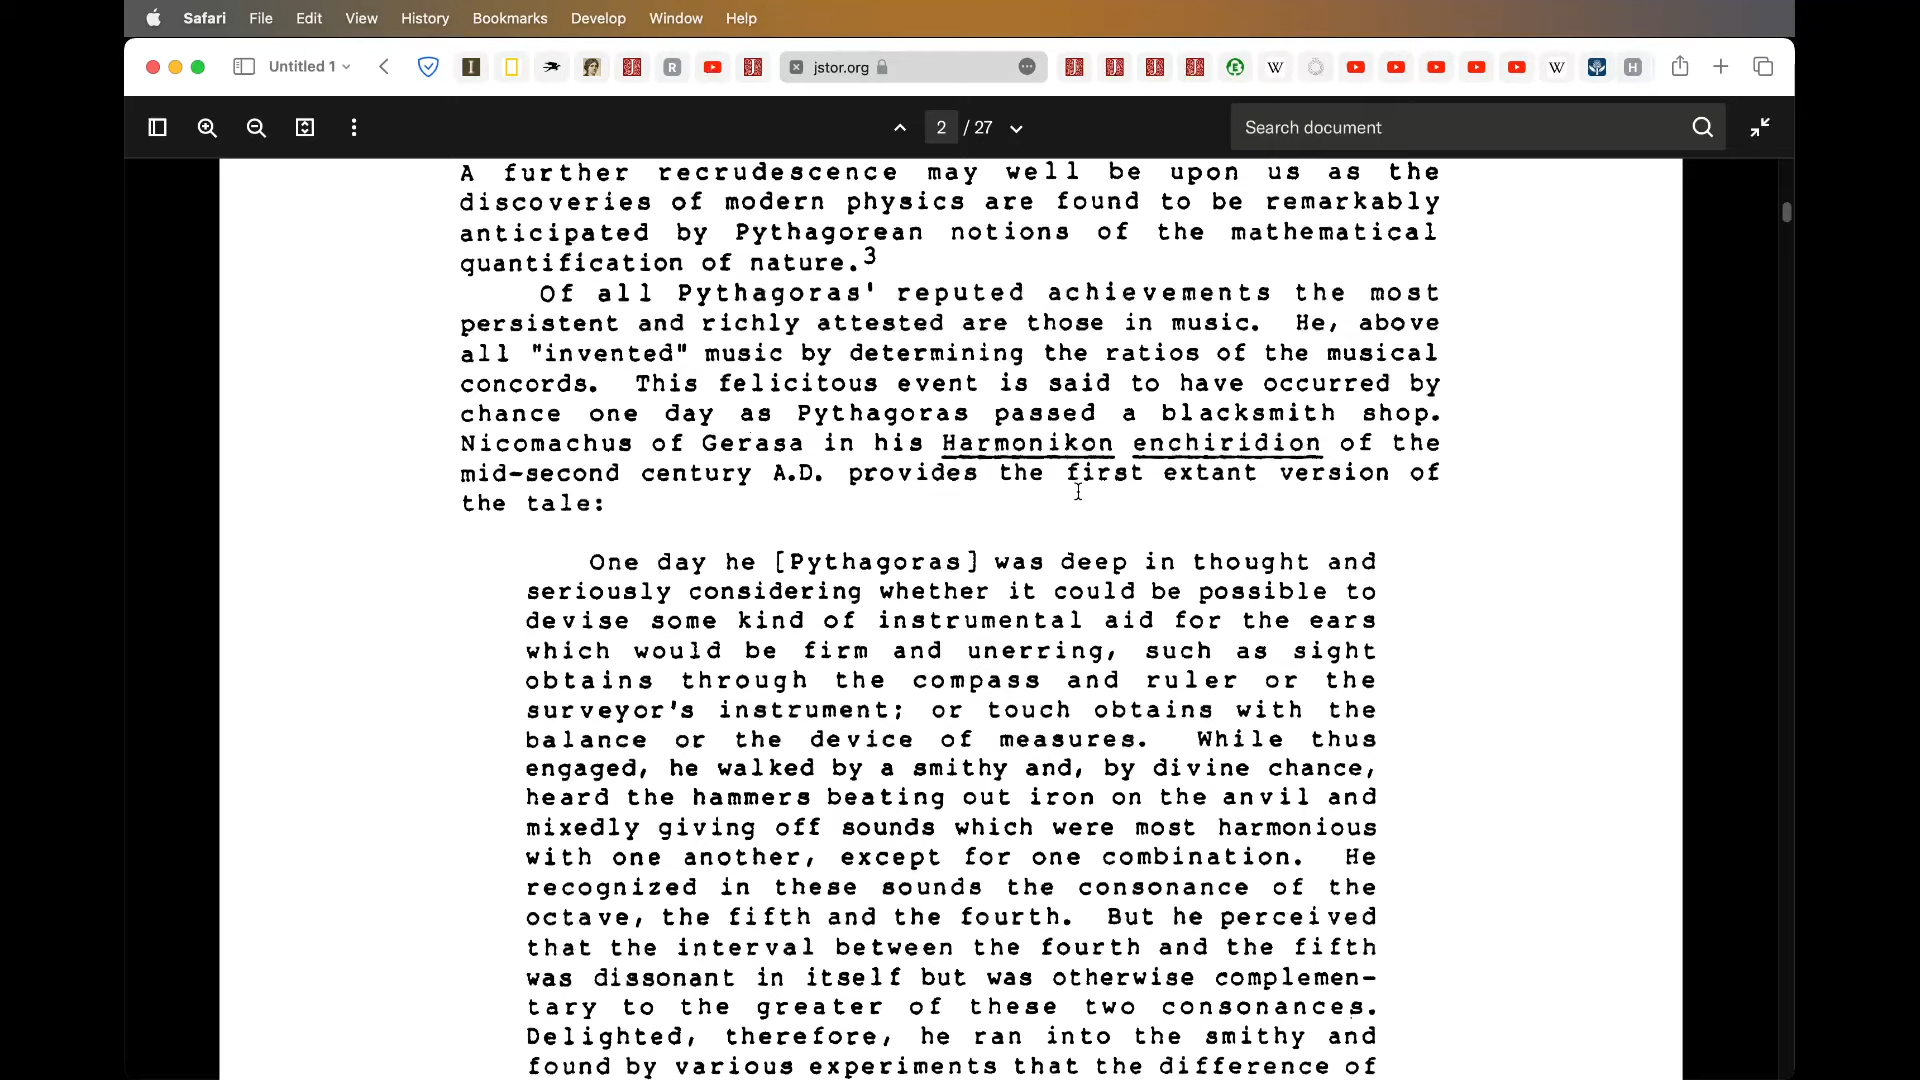 Safari File Edit View History Bookmarks Develop Window Help
Untitled 1 jstor.org
2 / 27 Search document
A further recrudescence may well be upon us as the
discoveries of modern physics are found to be remarkably
anticipated by Pythagorean notions of the mathematical
quantification of nature.3
Of all Pythagoras' reputed achievements the most
persistent and richly attested are those in music. He, above
all "invented" music by determining the ratios of the musical
concords. This felicitous event is said to have occurred by
chance one day as Pythagoras passed a blacksmith shop.
Nicomachus of Gerasa in his Harmonikon enchiridion of the
mid-second century A.D. provides the first extant version of
the tale:
One day he [Pythagoras] was deep in thought and
seriously considering whether it could be possible to
devise some kind of instrumental aid for the ears
which would be firm and unerring, such as sight
obtains through the compass and ruler or the
surveyor's instrument; or touch obtains with the
balance or the device of measures. While thus
engaged, he walked by a smithy and, by divine chance,
heard the hammers beating out iron on the anvil and
mixedly giving off sounds which were most harmonious
with one another, except for one combination. He
recognized in these sounds the consonance of the
octave, the fifth and the fourth. But he perceived
that the interval between the fourth and the fifth
was dissonant in itself but was otherwise complemen-
tary to the greater of these two consonances.
Delighted, therefore, he ran into the smithy and
found by various experiments that the difference of